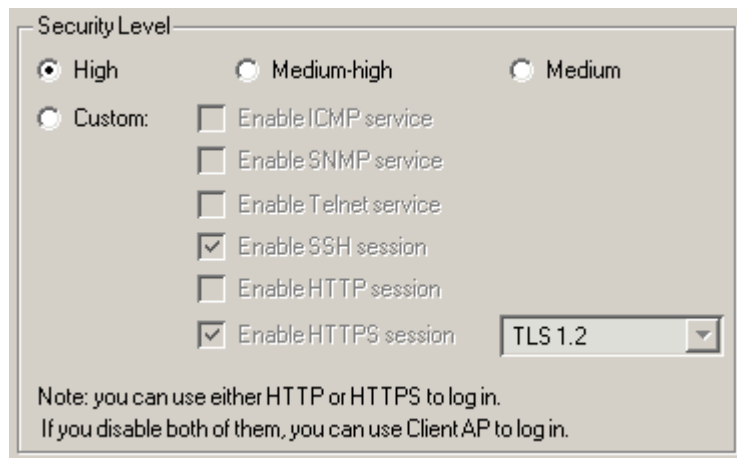 Security Level
High Medium-high Medium
Custom: Enable ICMP service
Enable SNMP service
Enable Telnet service
Enable SSH session
Enable HTTP session
Enable HTTPS session TLS 1.2
Note: you can use either HTTP or HTTPS to log in.
If you disable both of them, you can use Client AP to log in.